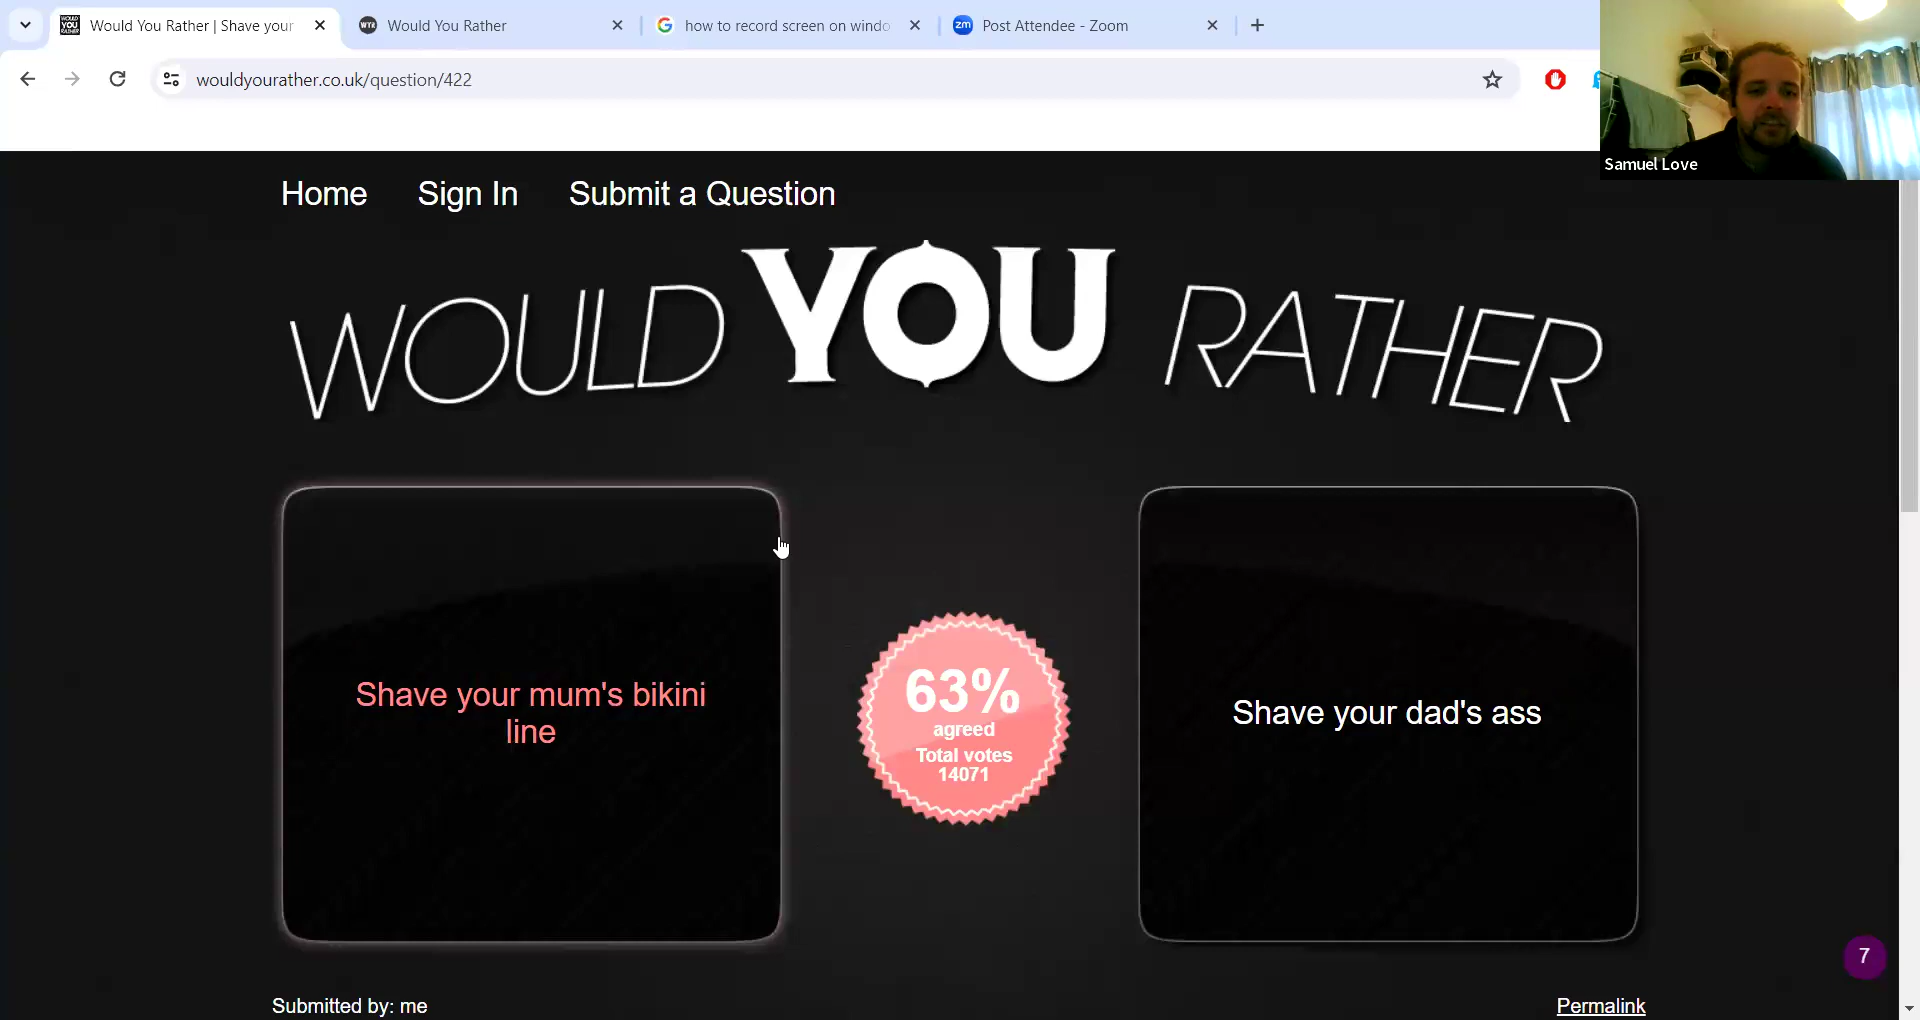 Would You Rather | Shave your
Would You Rather
how to record screen on windo
Post Attendee - Zoom
wouldyourather.co.uk/question/422
Samuel Love
Home Sign In Submit a Question
WOULD YOU RATHER
Shave your mum's bikini
line
63%
agreed
Total votes
14071
Shave your dad's ass
7
Submitted by: me
Permalink